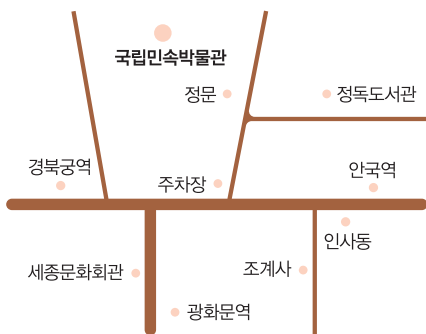 국립민속박물관
정문
정독도서관
경복궁역
주차장
안국역
인사동
세종문화회관
조계사
광화문역